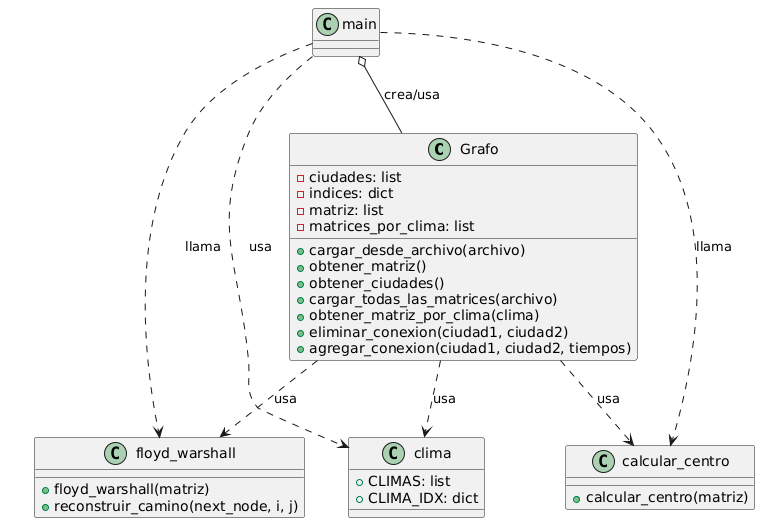 C main
crea/usa
C Grafo
ciudades: list
indices: dict
matriz: list
matrices_por_clima: list
cargar_desde_archivo(archivo)
obtener_matriz()
obtener_ciudades()
cargar_todas_las_matrices(archivo)
obtener_matriz_por_clima(clima)
eliminar_conexion(ciudad1, ciudad2)
agregar_conexion(ciudad1, ciudad2, tiempos)
llama
usa
llama
usa
usa
usa
C floyd_warshall
floyd_warshall(matriz)
reconstruir_camino(next_node, i, j)
C clima
CLIMAS: list
CLIMA_IDX: dict
C calcular_centro
calcular_centro(matriz)